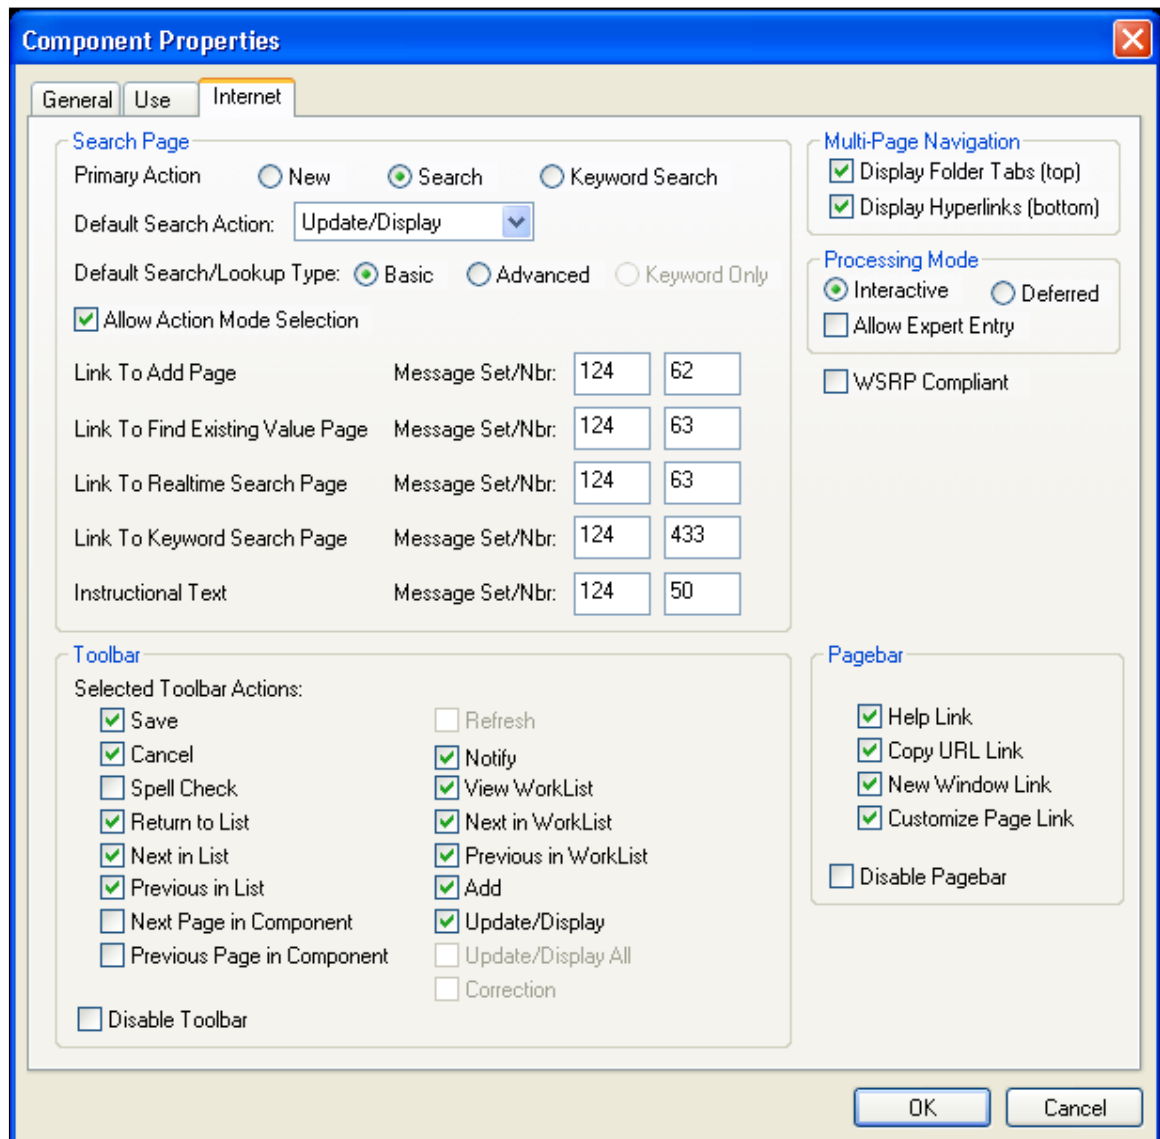 Component Properties
General Use Internet
Search Page
Primary Action New Search Keyword Search
Default Search Action: Update/Display
Default Search/Lookup Type: Basic Advanced Keyword Only
Allow Action Mode Selection
Link To Add Page Message Set/Nbr: 124 62
Link To Find Existing Value Page Message Set/Nbr: 124 63
Link To Realtime Search Page Message Set/Nbr: 124 63
Link To Keyword Search Page Message Set/Nbr: 124 433
Instructional Text Message Set/Nbr: 124 50
Multi-Page Navigation
Display Folder Tabs (top)
Display Hyperlinks (bottom)
Processing Mode
Interactive Deferred
Allow Expert Entry
WSRP Compliant
Toolbar
Selected Toolbar Actions:
Save
Cancel
Spell Check
Return to List
Next in List
Previous in List
Next Page in Component
Previous Page in Component
Refresh
Notify
View WorkList
Next in WorkList
Previous in WorkList
Add
Update/Display
Update/Display All
Correction
Disable Toolbar
Pagebar
Help Link
Copy URL Link
New Window Link
Customize Page Link
Disable Pagebar
OK Cancel